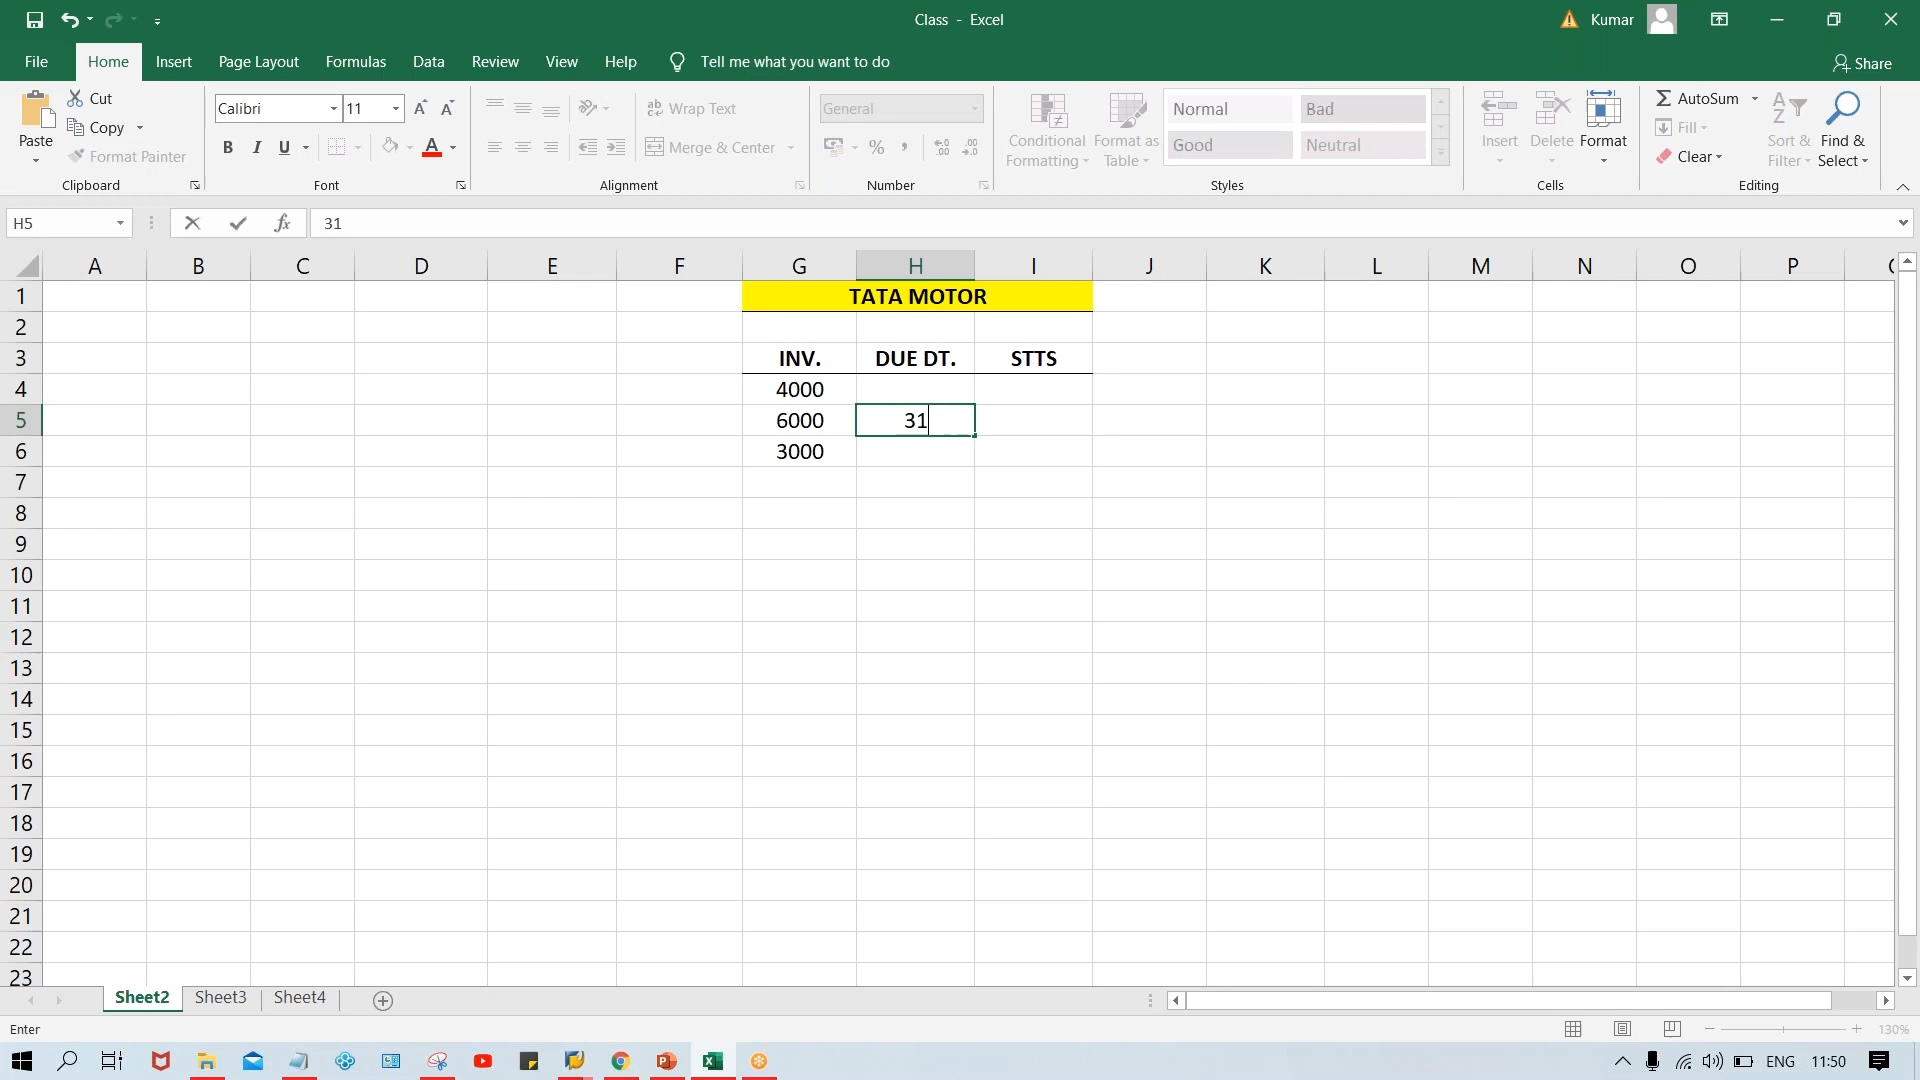 Class - Excel
Kumar
File Home Insert Page Layout Formulas Data Review View Help Tell me what you want to do
Share
Paste
Cut
Copy
Format Painter
Clipboard
Calibri 11
B I U
Font
Wrap Text
Merge & Center
Alignment
General
Number
Conditional Formatting
Format as Table
Normal Bad
Good Neutral
Styles
Insert Delete Format
Cells
AutoSum
Fill
Clear
Sort & Filter
Find & Select
Editing
H5 fx 31
A B C D E F G H I J K L M N O P
1 TATA MOTOR
2
3 INV. DUE DT. STTS
4 4000
5 6000 31
6 3000
7
8
9
10
11
12
13
14
15
16
17
18
19
20
21
22
23
Sheet2 Sheet3 Sheet4
Enter
130%
ENG 11:50